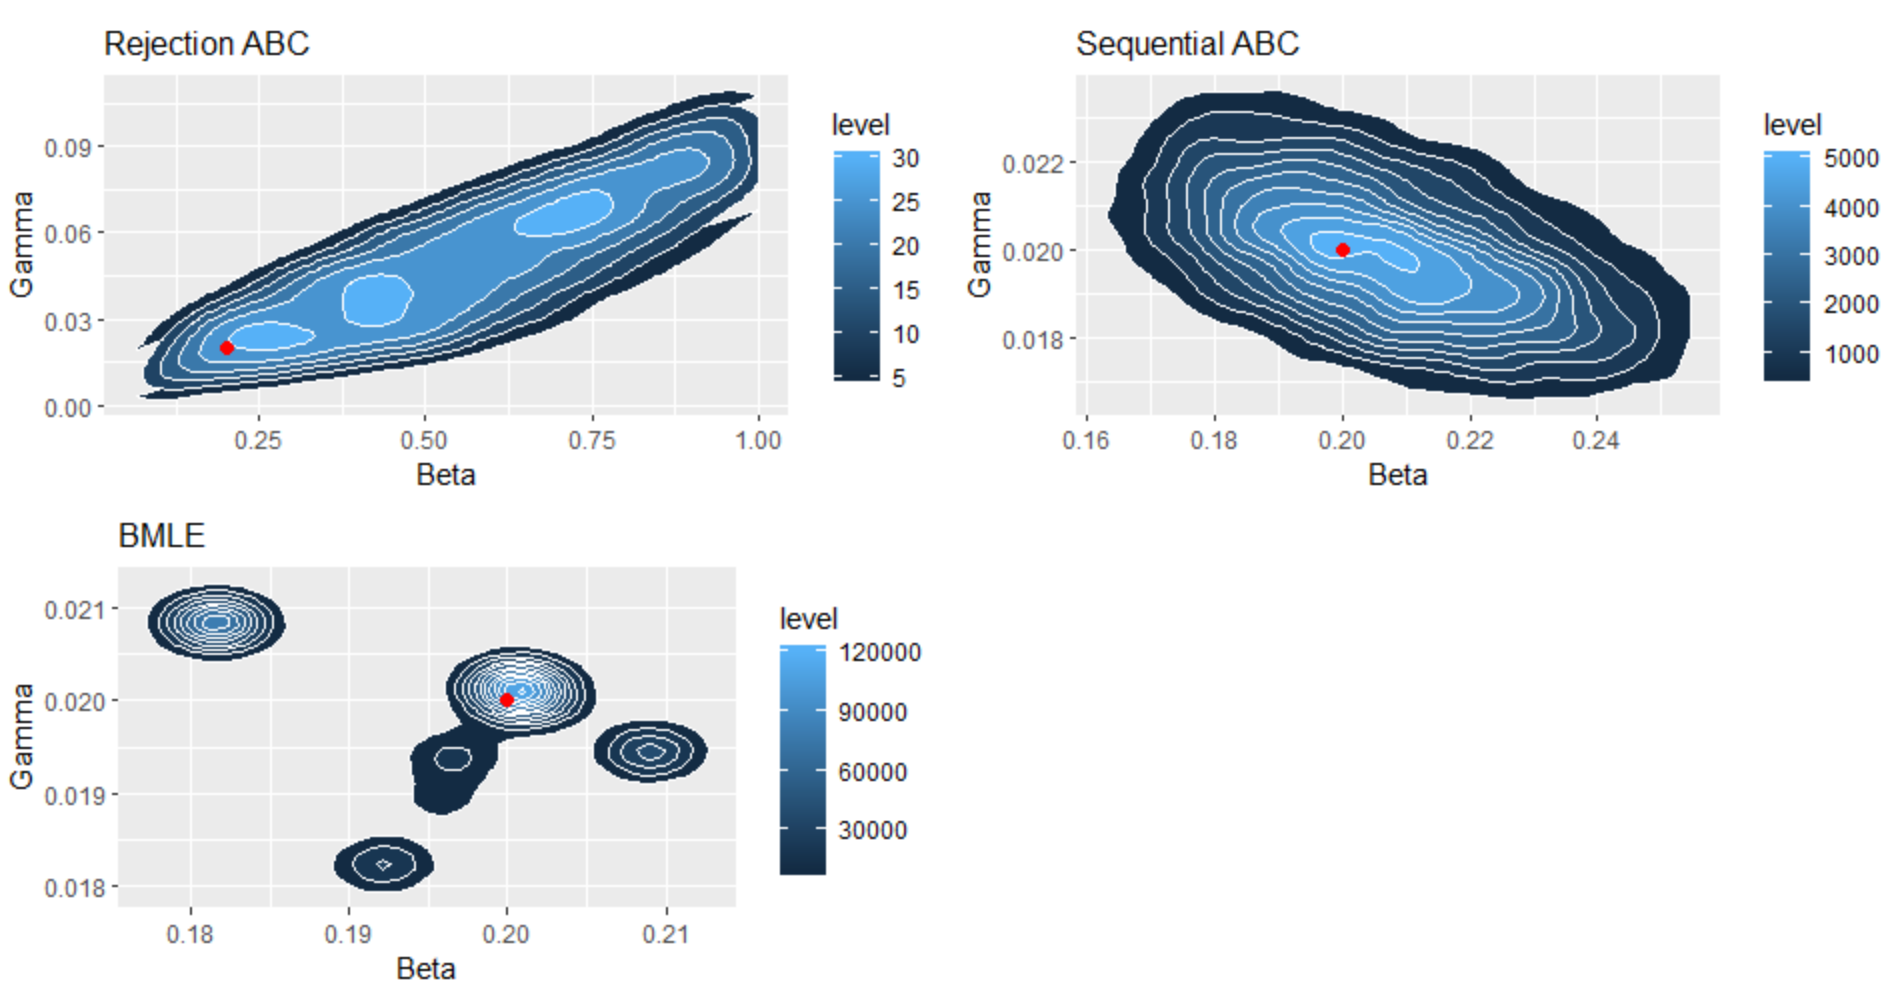 Rejection ABC
Gamma
0.09
0.06
0.03
0.00
0.25 0.50 0.75 1.00
Beta
level
30
25
20
15
10
5
Sequential ABC
Gamma
0.022
0.020
0.018
0.16 0.18 0.20 0.22 0.24
Beta
level
5000
4000
3000
2000
1000
BMLE
Gamma
0.021
0.020
0.019
0.018
0.18 0.19 0.20 0.21
Beta
level
120000
90000
60000
30000